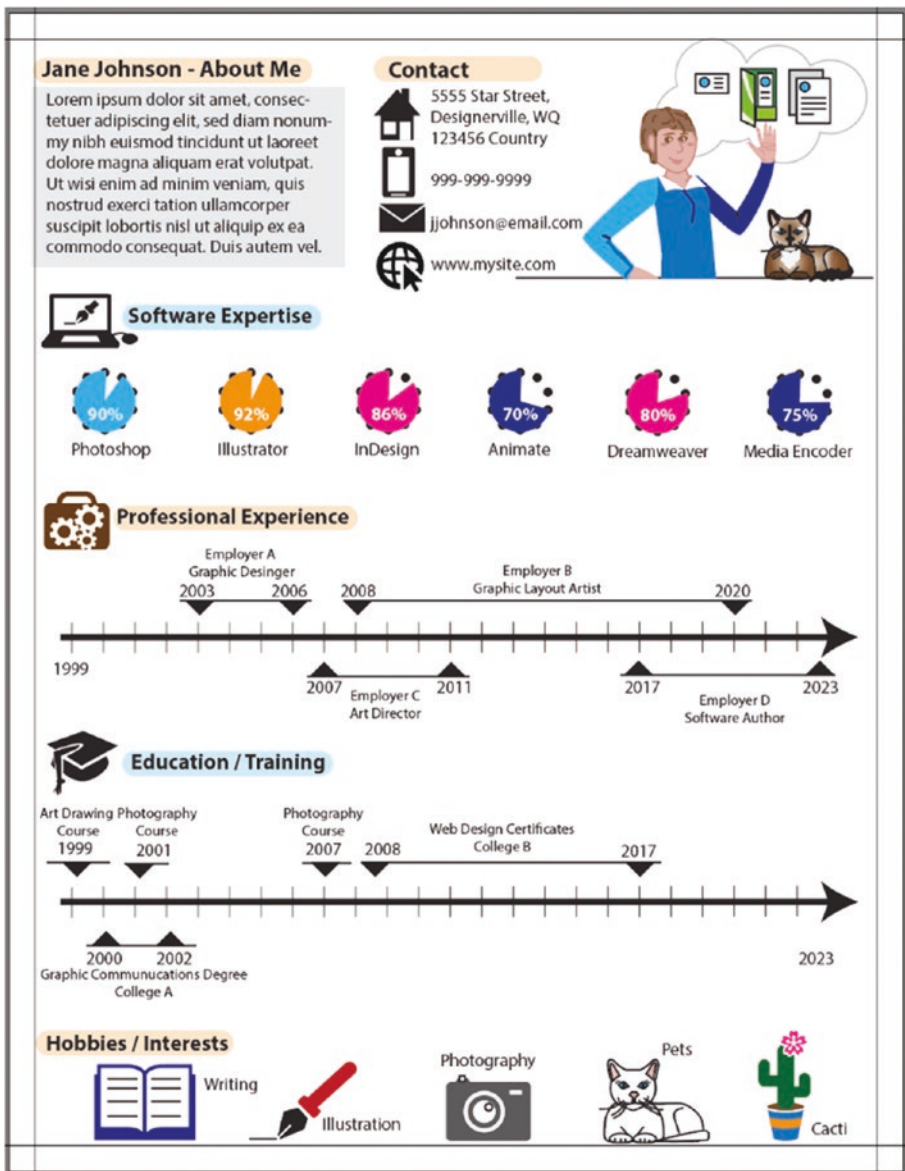 Jane Johnson - About Me
Lorem ipsum dolor sit amet, consec-
tetuer adipiscing elit, sed diam nonum-
my nibh euismod tincidunt ut laoreet
dolore magna aliquam erat volutpat.
Ut wisi enim ad minim veniam, quis
nostrud exerci tation ullamcorper
suscipit lobortis nisl ut aliquip ex ea
commodo consequat. Duis autem vel.
Contact
5555 Star Street,
Designerville, WQ
123456 Country
999-999-9999
jjohnson@email.com
www.mysite.com
Software Expertise
90%
92%
86%
70%
80%
75%
Photoshop
Illustrator
InDesign
Animate
Dreamweaver
Media Encoder
Professional Experience
Employer A
Graphic Desinger
2003
2006
Employer B
Graphic Layout Artist
2008
2020
1999
2007
2011
Employer C
Art Director
2017
2023
Employer D
Software Author
Education / Training
Art Drawing
Course
1999
Photography
Course
2001
Photography
Course
2007
Web Design Certificates
College B
2008
2017
2000
2002
Graphic Communucations Degree
College A
2023
Hobbies / Interests
Writing
Illustration
Photography
Pets
Cacti